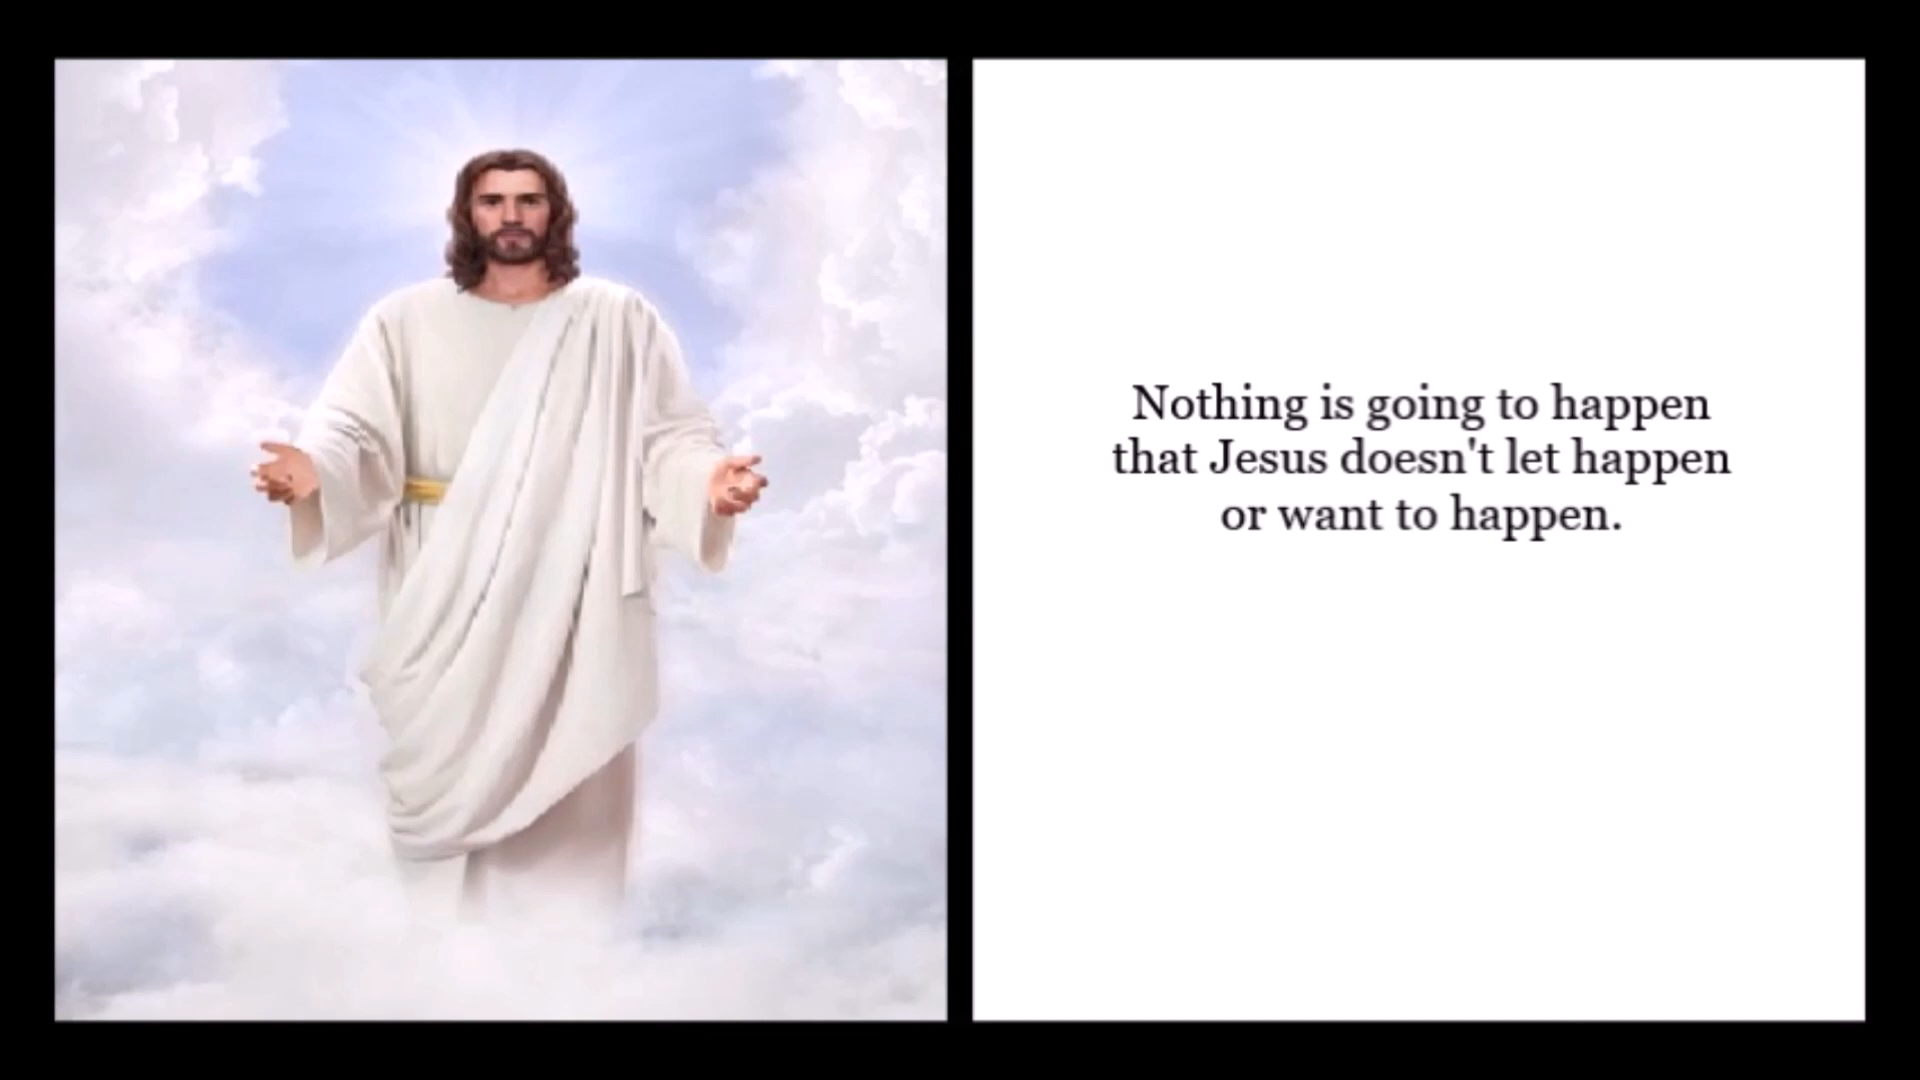 Nothing is going to happen
that Jesus doesn't let happen
or want to happen.